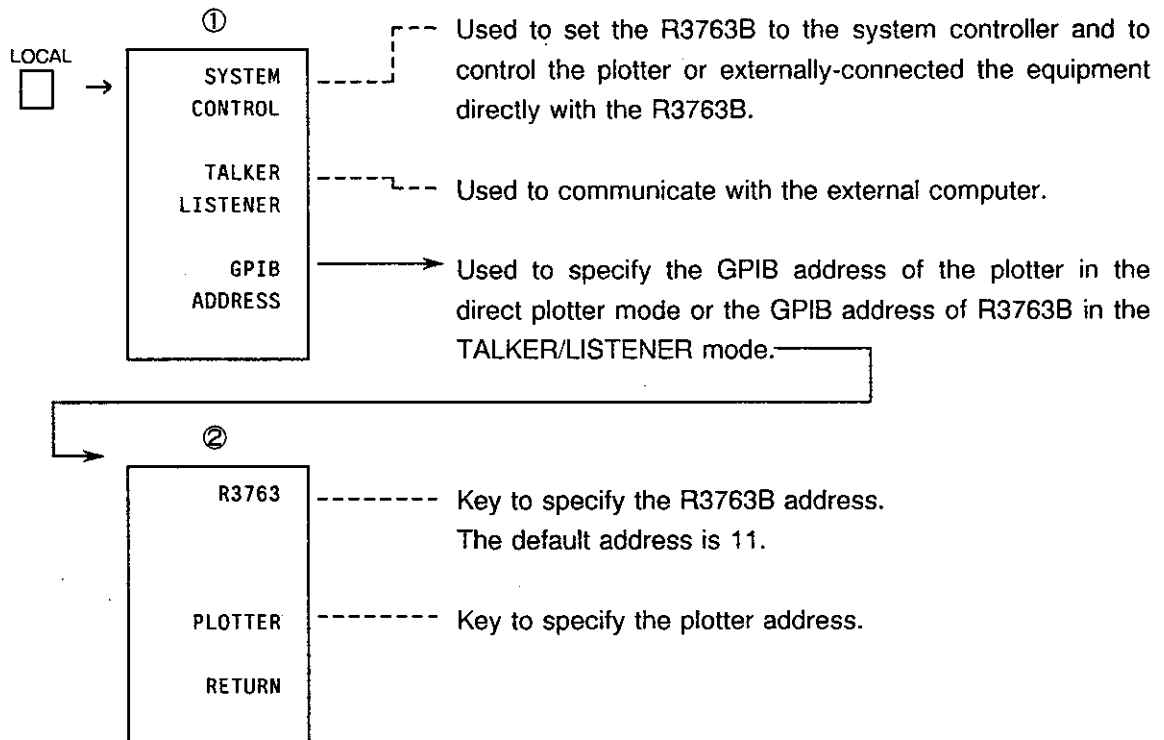 ①
LOCAL
→
SYSTEM
CONTROL
Used to set the R3763B to the system controller and to
control the plotter or externally-connected the equipment
directly with the R3763B.
TALKER
LISTENER
Used to communicate with the external computer.
GPIB
ADDRESS
Used to specify the GPIB address of the plotter in the
direct plotter mode or the GPIB address of R3763B in the
TALKER/LISTENER mode.
②
R3763
Key to specify the R3763B address.
The default address is 11.
PLOTTER
Key to specify the plotter address.
RETURN